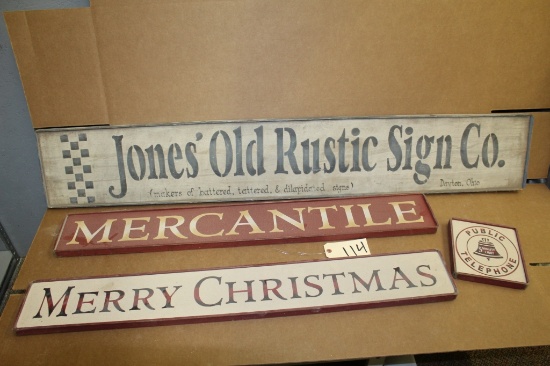 Jones' Old Rustic Sign Co.
(makers of battered, tattered, & dilapidated signs)
Dayton, Ohio
MERCANTILE
114
PUBLIC
TELEPHONE
MERRY CHRISTMAS